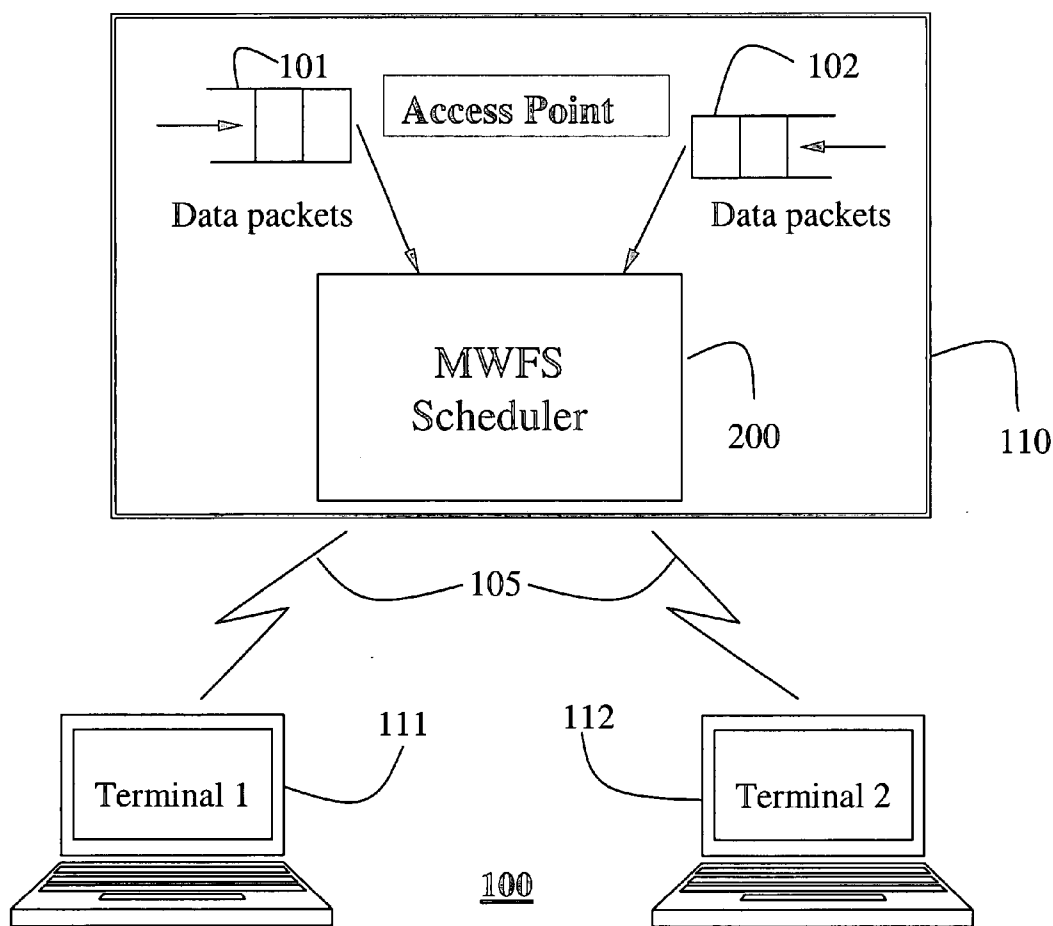 101
102
Access Point
Data packets
Data packets
MWFS
Scheduler
200
110
105
111
112
Terminal 1
Terminal 2
100